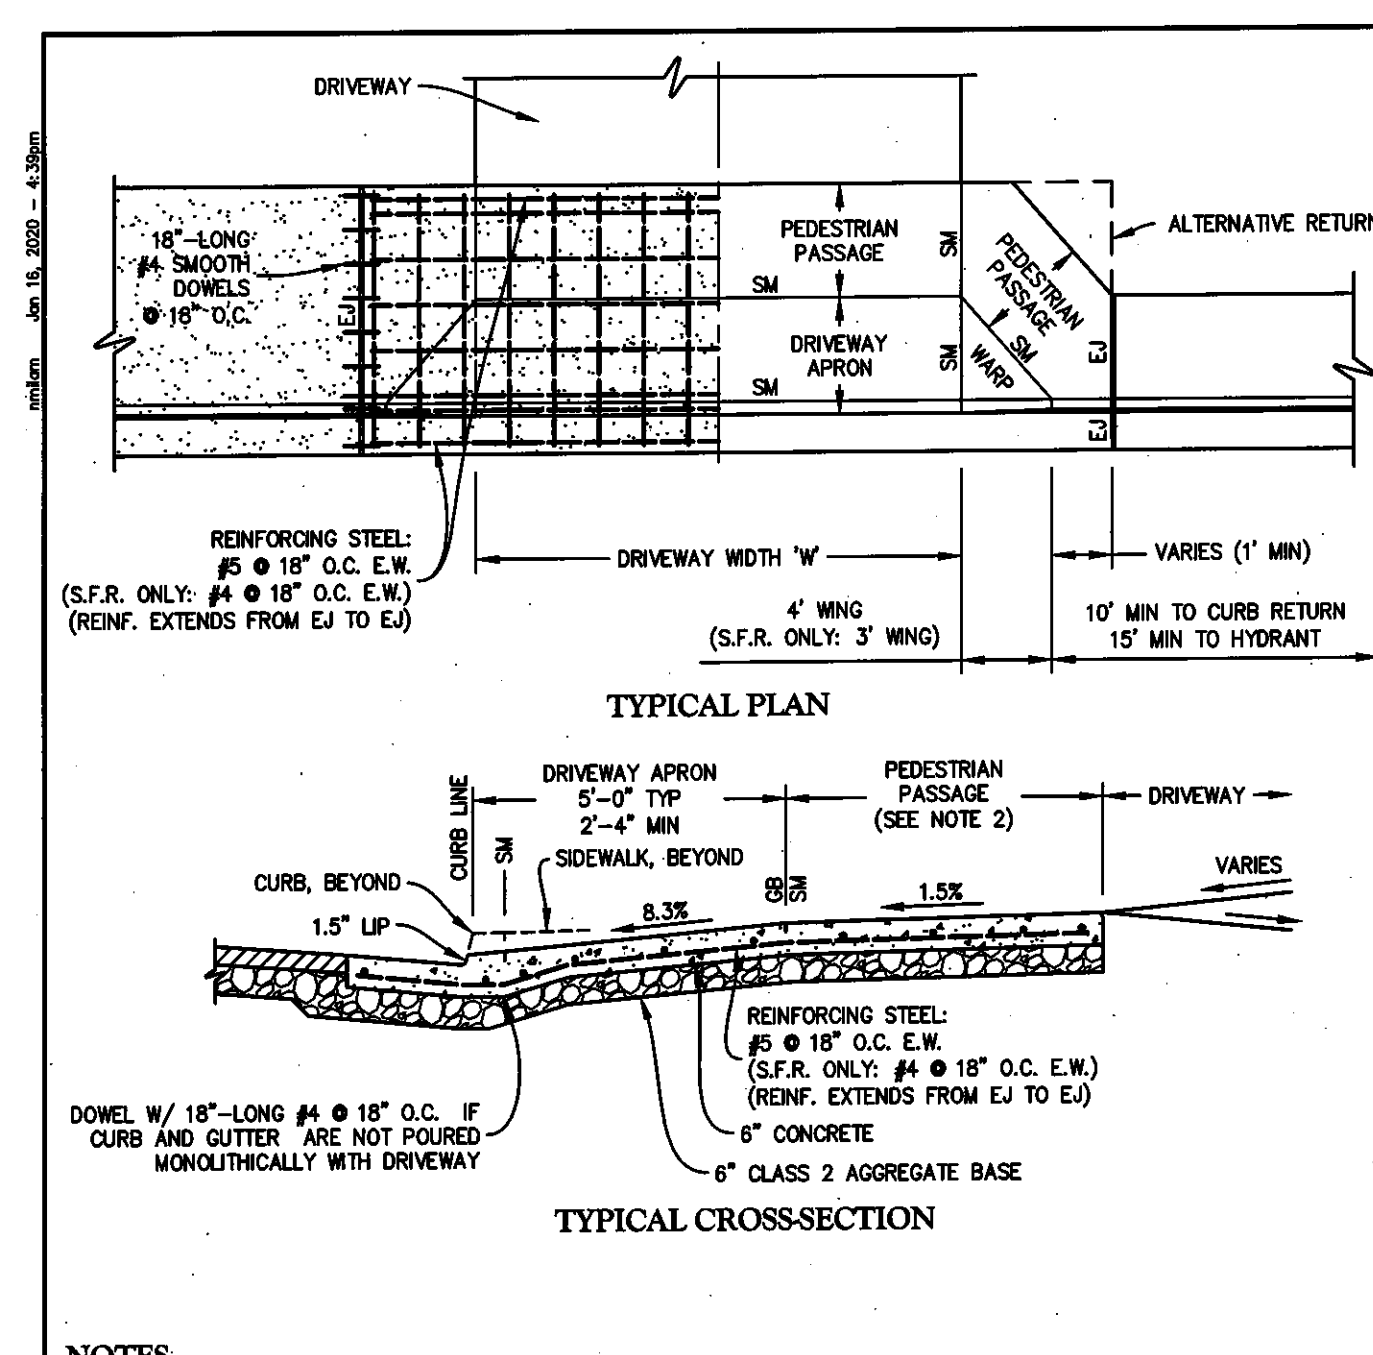 nmilam Jan 16, 2020 - 4:39pm
DRIVEWAY
18"-LONG
#4 SMOOTH
DOWELS
@ 18" O.C.
EJ
PEDESTRIAN
PASSAGE
SM
SM
PEDESTRIAN
PASSAGE
ALTERNATIVE RETURN
DRIVEWAY
APRON
SM
SM
SM
WARP
EJ
EJ
REINFORCING STEEL:
#5 @ 18" O.C. E.W.
(S.F.R. ONLY: #4 @ 18" O.C. E.W.)
(REINF. EXTENDS FROM EJ TO EJ)
DRIVEWAY WIDTH 'W'
VARIES (1' MIN)
4' WING
(S.F.R. ONLY: 3' WING)
10' MIN TO CURB RETURN
15' MIN TO HYDRANT
TYPICAL PLAN
CURB LINE
DRIVEWAY APRON
5'-0" TYP
2'-4" MIN
PEDESTRIAN
PASSAGE
(SEE NOTE 2)
DRIVEWAY
SM
SIDEWALK, BEYOND
CURB, BEYOND
1.5" LIP
GB
SM
8.3%
1.5%
VARIES
REINFORCING STEEL:
#5 @ 18" O.C. E.W.
(S.F.R. ONLY: #4 @ 18" O.C. E.W.)
(REINF. EXTENDS FROM EJ TO EJ)
DOWEL W/ 18"-LONG #4 @ 18" O.C. IF
CURB AND GUTTER ARE NOT POURED
MONOLITHICALLY WITH DRIVEWAY
6" CONCRETE
6" CLASS 2 AGGREGATE BASE
TYPICAL CROSS-SECTION
NOTES: